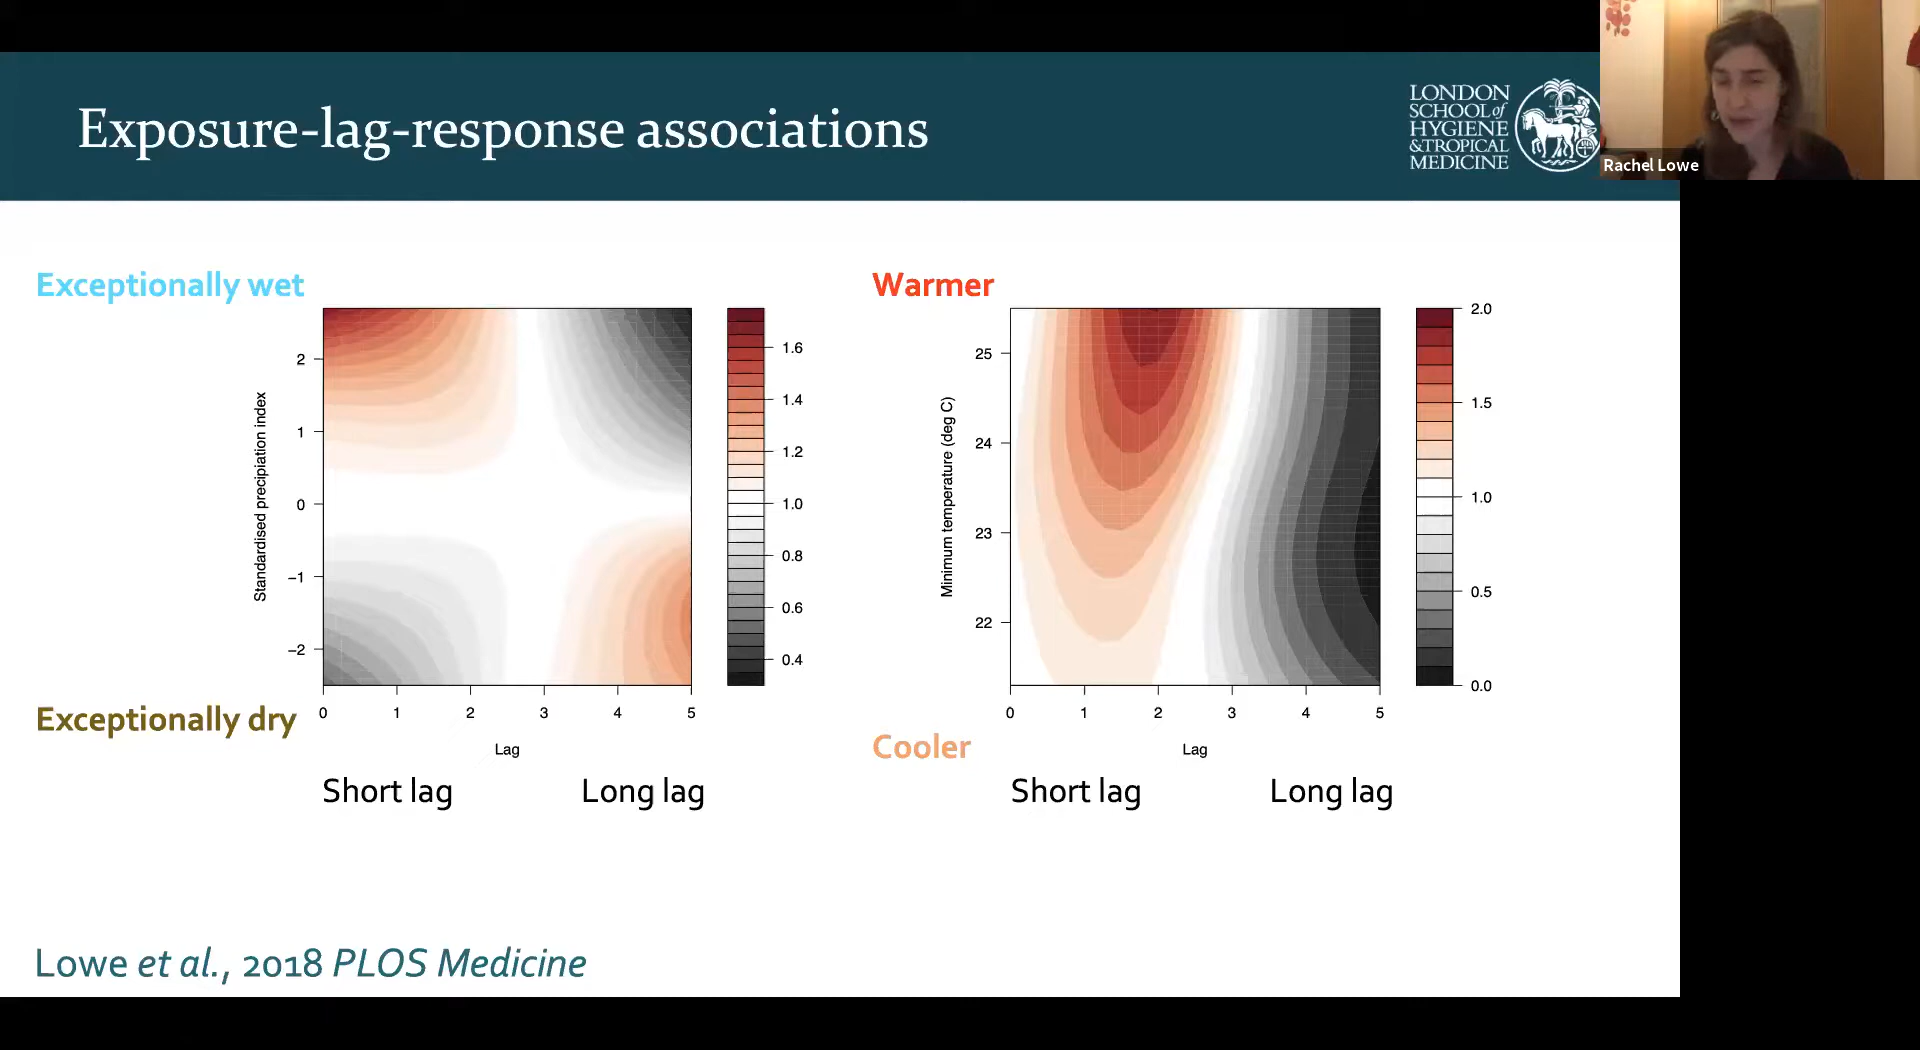 Exposure-lag-response associations
LONDON
SCHOOL of
HYGIENE
& TROPICAL
MEDICINE
Rachel Lowe
Exceptionally wet
Standardised precipiation index
2
1
0
−1
−2
0 1 2 3 4 5
Lag
1.6
1.4
1.2
1.0
0.8
0.6
0.4
Exceptionally dry
Short lag Long lag
Warmer
Minimum temperature (deg C)
25
24
23
22
0 1 2 3 4 5
Lag
2.0
1.5
1.0
0.5
0.0
Cooler
Short lag Long lag
Lowe et al., 2018 PLOS Medicine